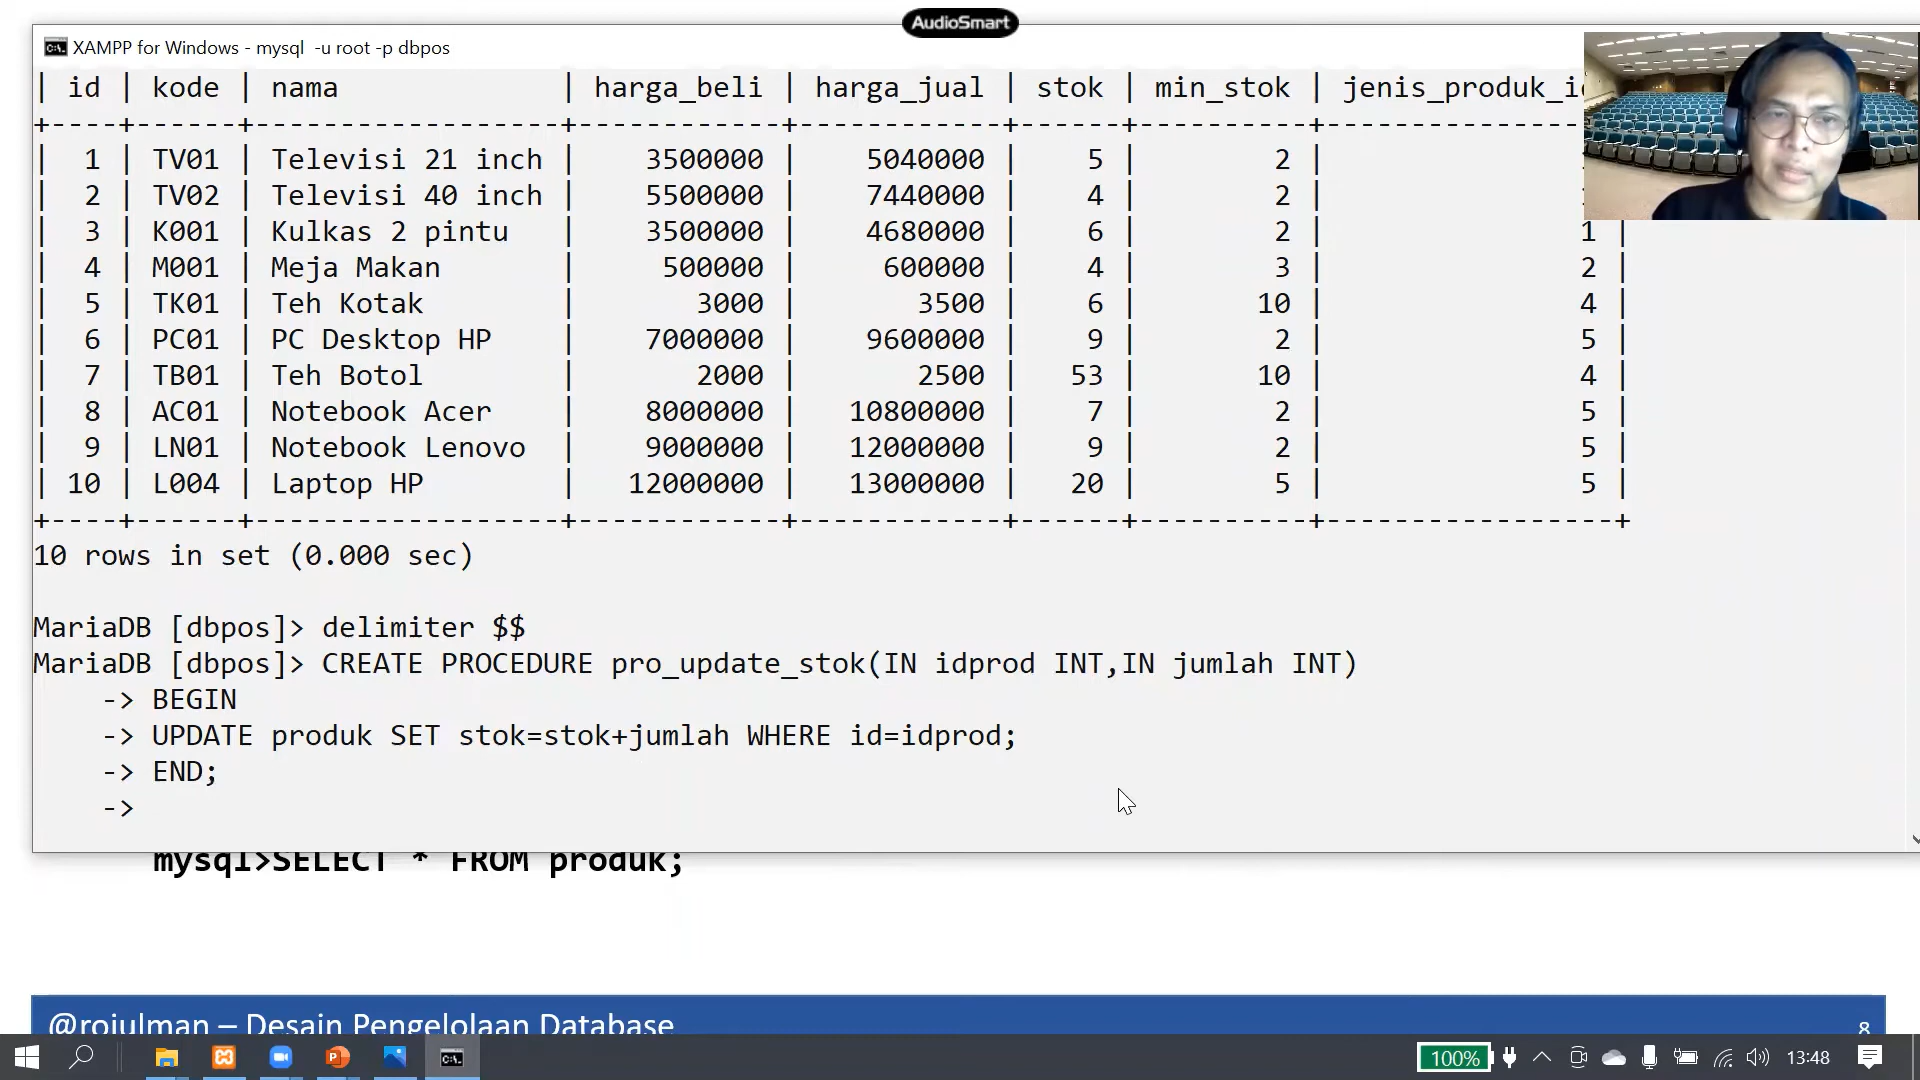 AudioSmart
XAMPP for Windows - mysql -u root -p dbpos
| id | kode | nama | harga_beli | harga_jual | stok | min_stok | jenis_produk_i
+----+------+------------------+------------+------------+------+----------+----------------
| 1 | TV01 | Televisi 21 inch | 3500000 | 5040000 | 5 | 2 |
| 2 | TV02 | Televisi 40 inch | 5500000 | 7440000 | 4 | 2 |
| 3 | K001 | Kulkas 2 pintu | 3500000 | 4680000 | 6 | 2 | 1 |
| 4 | M001 | Meja Makan | 500000 | 600000 | 4 | 3 | 2 |
| 5 | TK01 | Teh Kotak | 3000 | 3500 | 6 | 10 | 4 |
| 6 | PC01 | PC Desktop HP | 7000000 | 9600000 | 9 | 2 | 5 |
| 7 | TB01 | Teh Botol | 2000 | 2500 | 53 | 10 | 4 |
| 8 | AC01 | Notebook Acer | 8000000 | 10800000 | 7 | 2 | 5 |
| 9 | LN01 | Notebook Lenovo | 9000000 | 12000000 | 9 | 2 | 5 |
| 10 | L004 | Laptop HP | 12000000 | 13000000 | 20 | 5 | 5 |
+----+------+------------------+------------+------------+------+----------+-----------------+
10 rows in set (0.000 sec)
MariaDB [dbpos]> delimiter $$
MariaDB [dbpos]> CREATE PROCEDURE pro_update_stok(IN idprod INT,IN jumlah INT)
-> BEGIN
-> UPDATE produk SET stok=stok+jumlah WHERE id=idprod;
-> END;
->
mysql>SELECT * FROM produk;
@rojulman – Desain Pengelolaan Database
8
100%
13:48